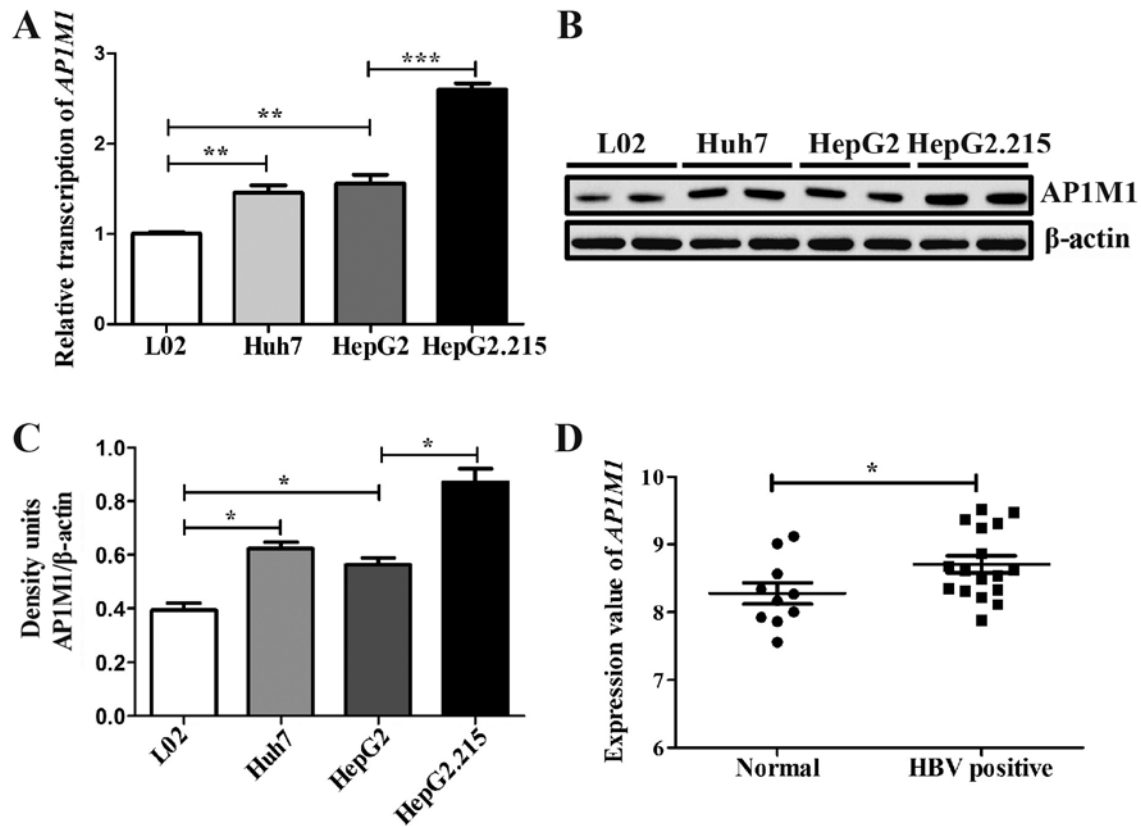 A
Relative transcription of AP1M1
3
2
1
0
**
**
***
L02 Huh7 HepG2 HepG2.215
B
L02 Huh7 HepG2 HepG2.215
AP1M1
β-actin
C
Density units
AP1M1/β-actin
1.0
0.8
0.6
0.4
0.2
0.0
*
*
*
L02 Huh7 HepG2 HepG2.215
D
Expression value of AP1M1
10
9
8
7
6
*
Normal HBV positive